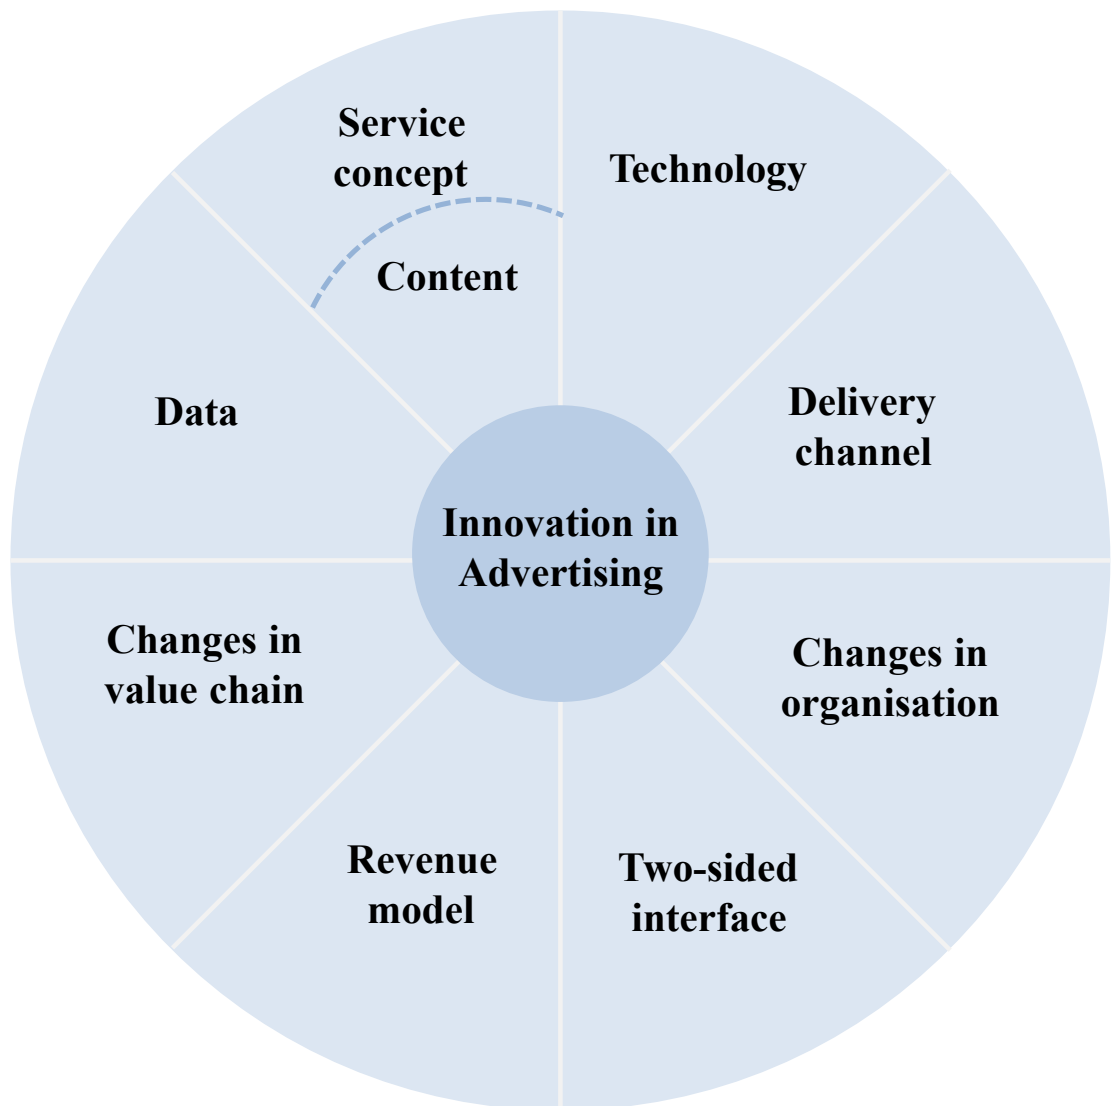 Service
concept
Technology
Content
Data
Delivery
channel
Innovation in
Advertising
Changes in
value chain
Changes in
organisation
Revenue
model
Two-sided
interface